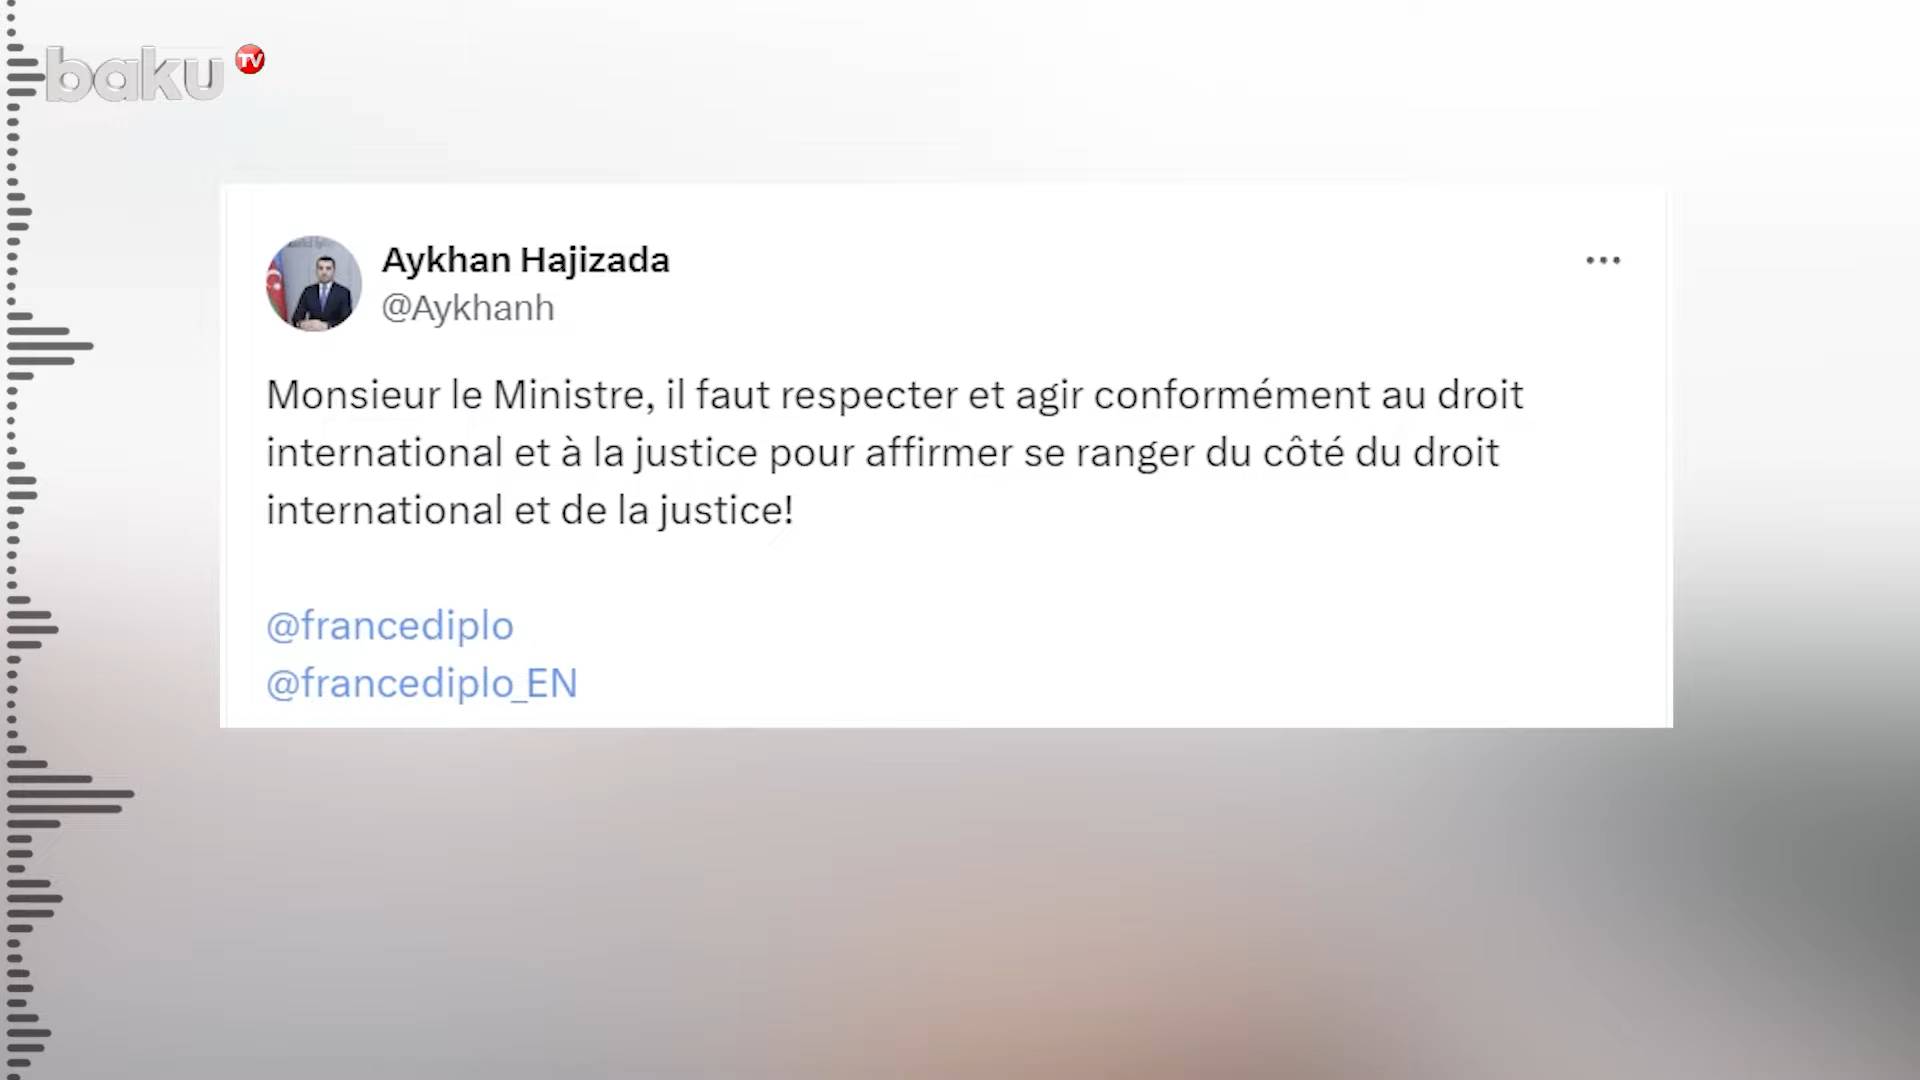 baku TV
Aykhan Hajizada
@Aykhanh
Monsieur le Ministre, il faut respecter et agir conformément au droit
international et à la justice pour affirmer se ranger du côté du droit
international et de la justice!
@francediplo
@francediplo_EN